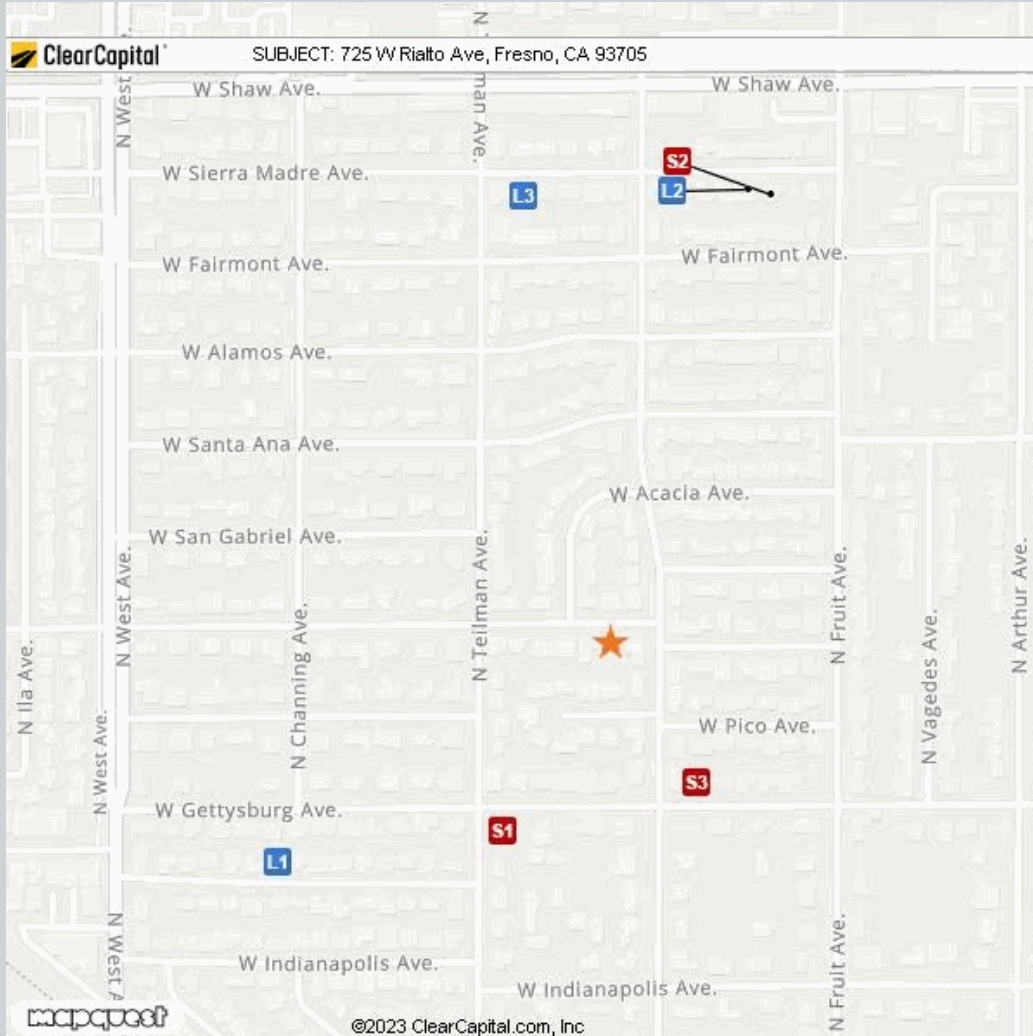 ClearCapital
SUBJECT: 725 W Rialto Ave, Fresno, CA 93705
W Shaw Ave.
W Shaw Ave.
N West
man Ave.
S2
W Sierra Madre Ave.
L3
L2
W Fairmont Ave.
W Fairmont Ave.
W Alamos Ave.
W Santa Ana Ave.
W Acacia Ave.
W San Gabriel Ave.
N West Ave.
N Channing Ave.
N Teilman Ave.
N Fruit Ave.
N Vagedes Ave.
N Arthur Ave.
N Ila Ave.
N West Ave.
W Pico Ave.
S3
W Gettysburg Ave.
S1
L1
N West A
W Indianapolis Ave.
W Indianapolis Ave.
N Fruit Ave.
mapquest
©2023 ClearCapital.com, Inc